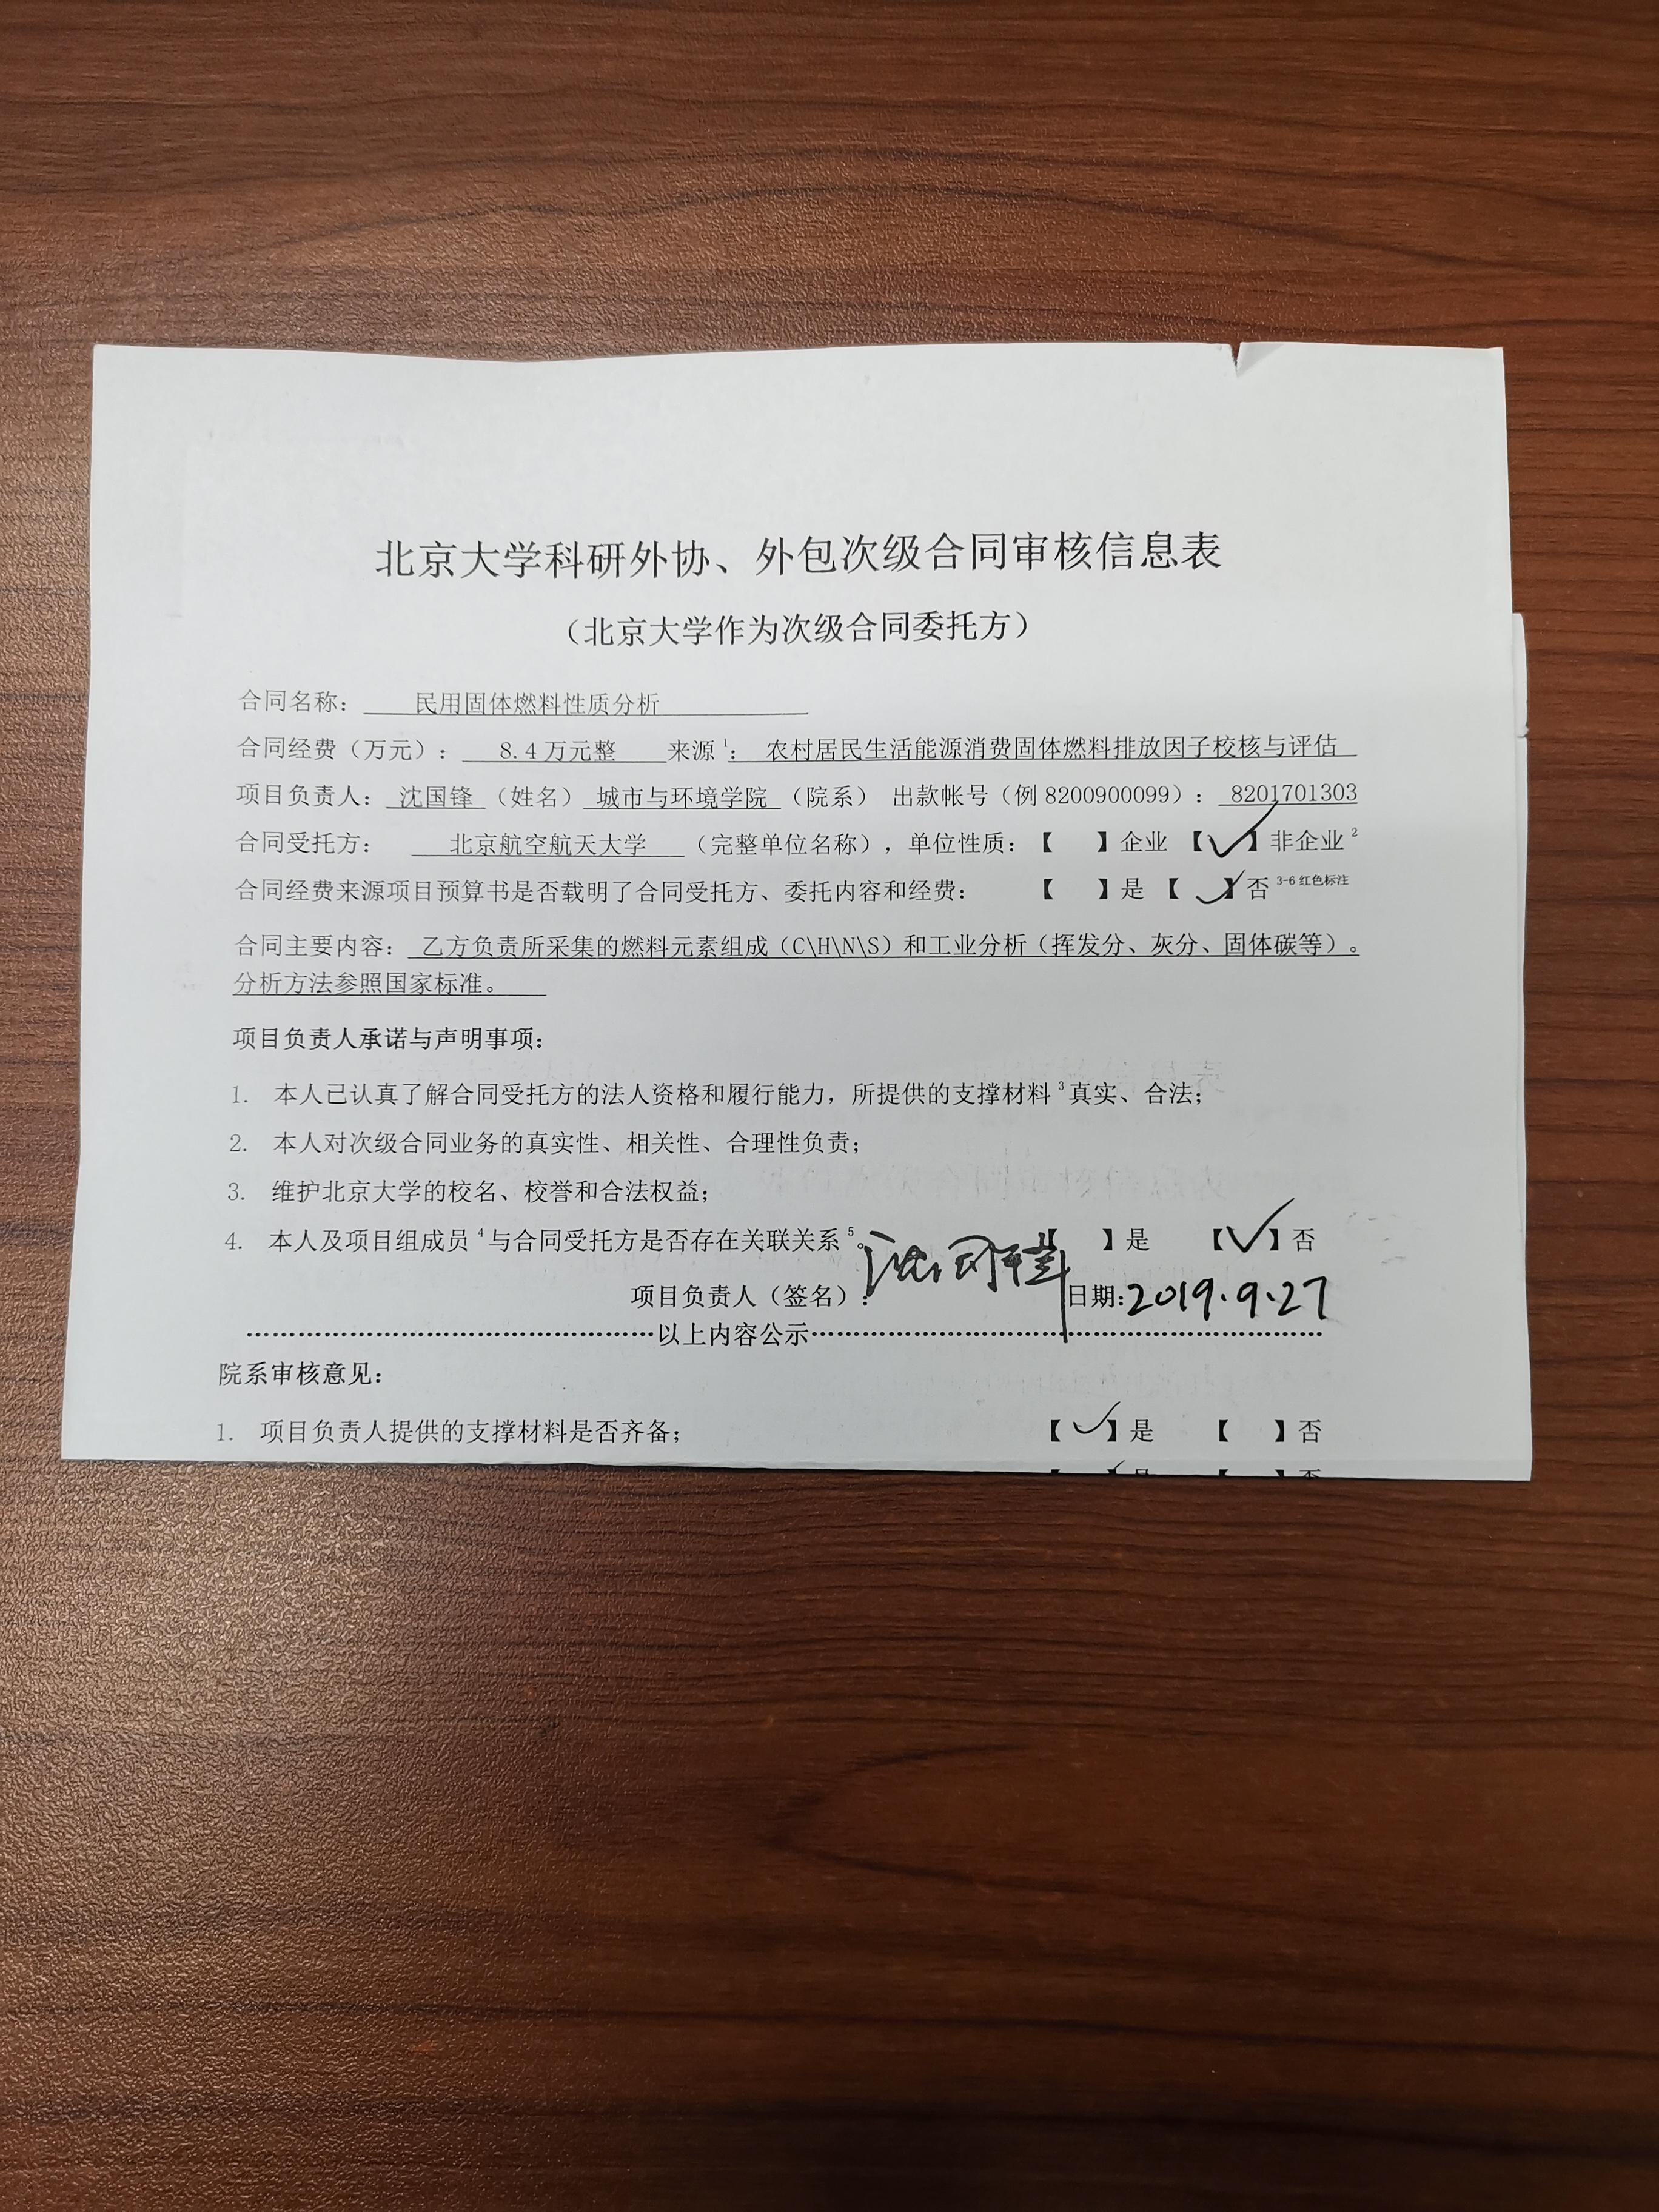 北京大学科研外协、外包次级合同审核信息表
（北京大学作为次级合同委托方）
合同名称： 民用固体燃料性质分析
合同经费（万元）： 8.4万元整 来源1： 农村居民生活能源消费固体燃料排放因子校核与评估
项目负责人： 沈国锋 （姓名） 城市与环境学院 （院系） 出款帐号（例8200900099）： 8201701303
合同受托方： 北京航空航天大学 （完整单位名称），单位性质：【 】企业 【✓】非企业2
合同经费来源项目预算书是否载明了合同受托方、委托内容和经费： 【 】是 【✓】否3-6红色标注
合同主要内容： 乙方负责所采集的燃料元素组成（C\H\N\S）和工业分析（挥发分、灰分、固体碳等）。
分析方法参照国家标准。
项目负责人承诺与声明事项：
1. 本人已认真了解合同受托方的法人资格和履行能力，所提供的支撑材料3真实、合法；
2. 本人对次级合同业务的真实性、相关性、合理性负责；
3. 维护北京大学的校名、校誉和合法权益；
4. 本人及项目组成员4与合同受托方是否存在关联关系5。 【 】是 【✓】否
项目负责人（签名）：沈国锋 日期：2019.9.27
以上内容公示
院系审核意见：
1. 项目负责人提供的支撑材料是否齐备； 【✓】是 【 】否